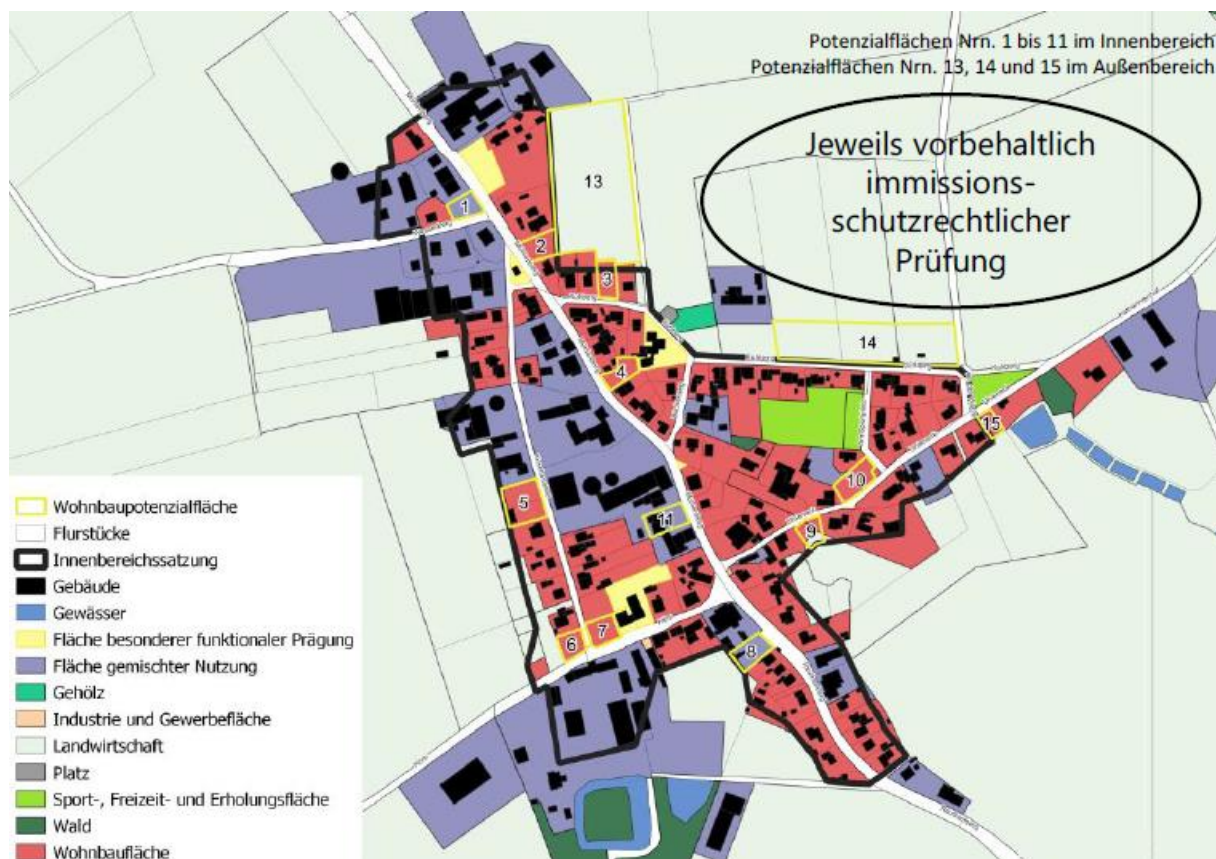 Potenzialflächen Nrn. 1 bis 11 im Innenbereich
Potenzialflächen Nrn. 13, 14 und 15 im Außenbereich
Jeweils vorbehaltlich
immissions-
schutzrechtlicher
Prüfung
13
1
2
3
14
4
15
10
5
11
9
6
7
8
Wohnbaupotenzialfläche
Flurstücke
Innenbereichssatzung
Gebäude
Gewässer
Fläche besonderer funktionaler Prägung
Fläche gemischter Nutzung
Gehölz
Industrie und Gewerbefläche
Landwirtschaft
Platz
Sport-, Freizeit- und Erholungsfläche
Wald
Wohnbaufläche